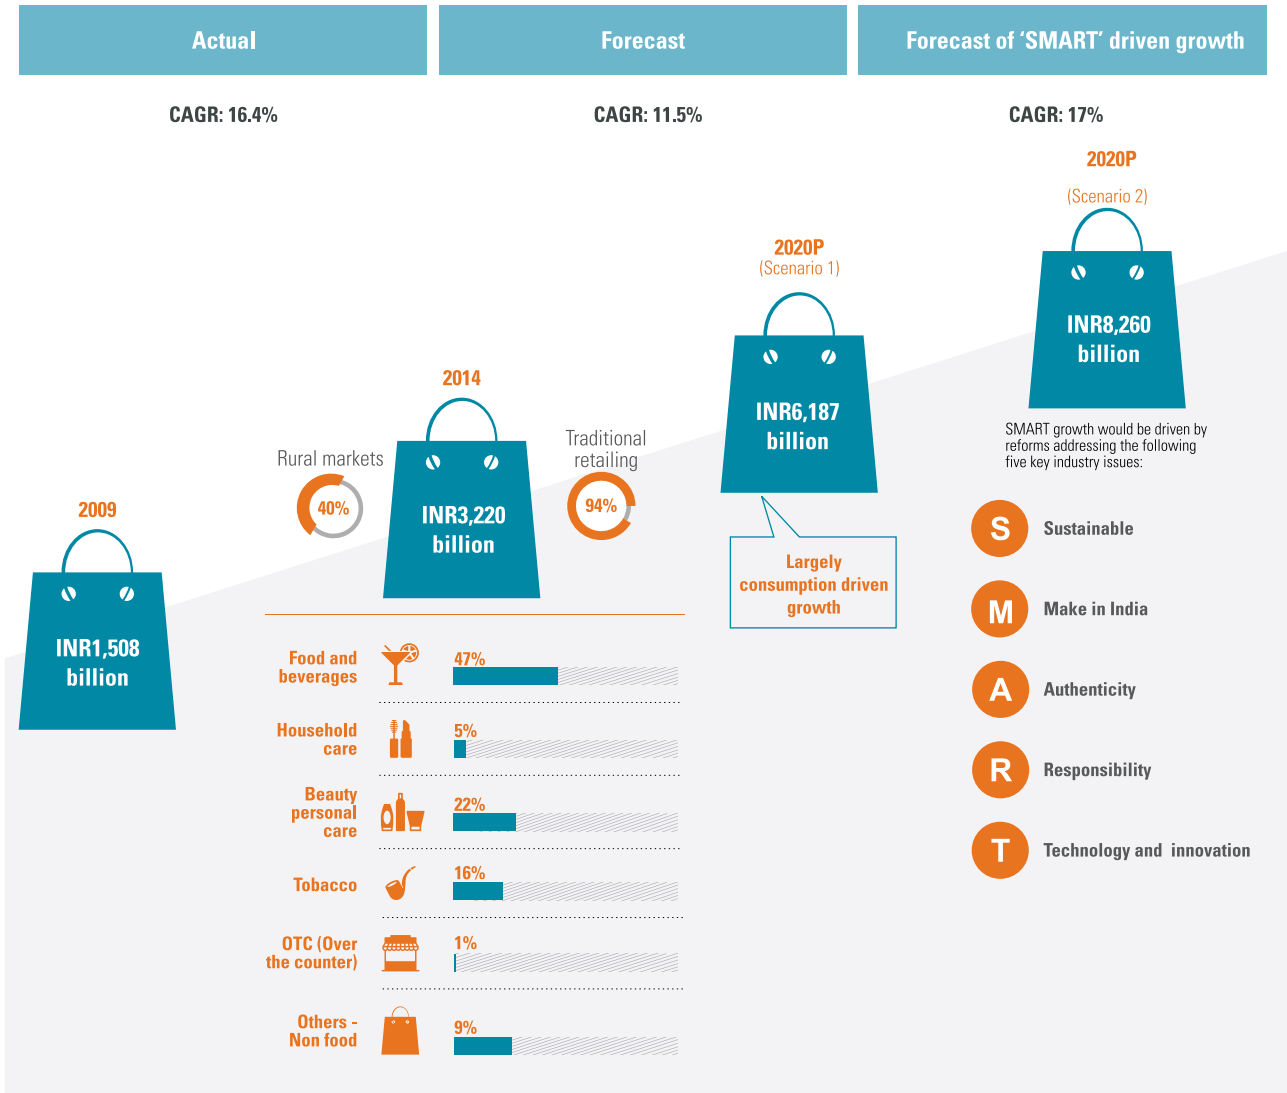 Actual
Forecast
Forecast of ‘SMART’ driven growth
CAGR: 16.4%
CAGR: 11.5%
CAGR: 17%
2020P
(Scenario 2)
INR8,260
billion
2020P
(Scenario 1)
INR6,187
billion
Largely
consumption driven
growth
2014
INR3,220
billion
Rural markets
40%
Traditional
retailing
94%
2009
INR1,508
billion
Food and
beverages
47%
Household
care
5%
Beauty
personal
care
22%
Tobacco
16%
OTC (Over
the counter)
1%
Others -
Non food
9%
SMART growth would be driven by
reforms addressing the following
five key industry issues:
S Sustainable
M Make in India
A Authenticity
R Responsibility
T Technology and innovation